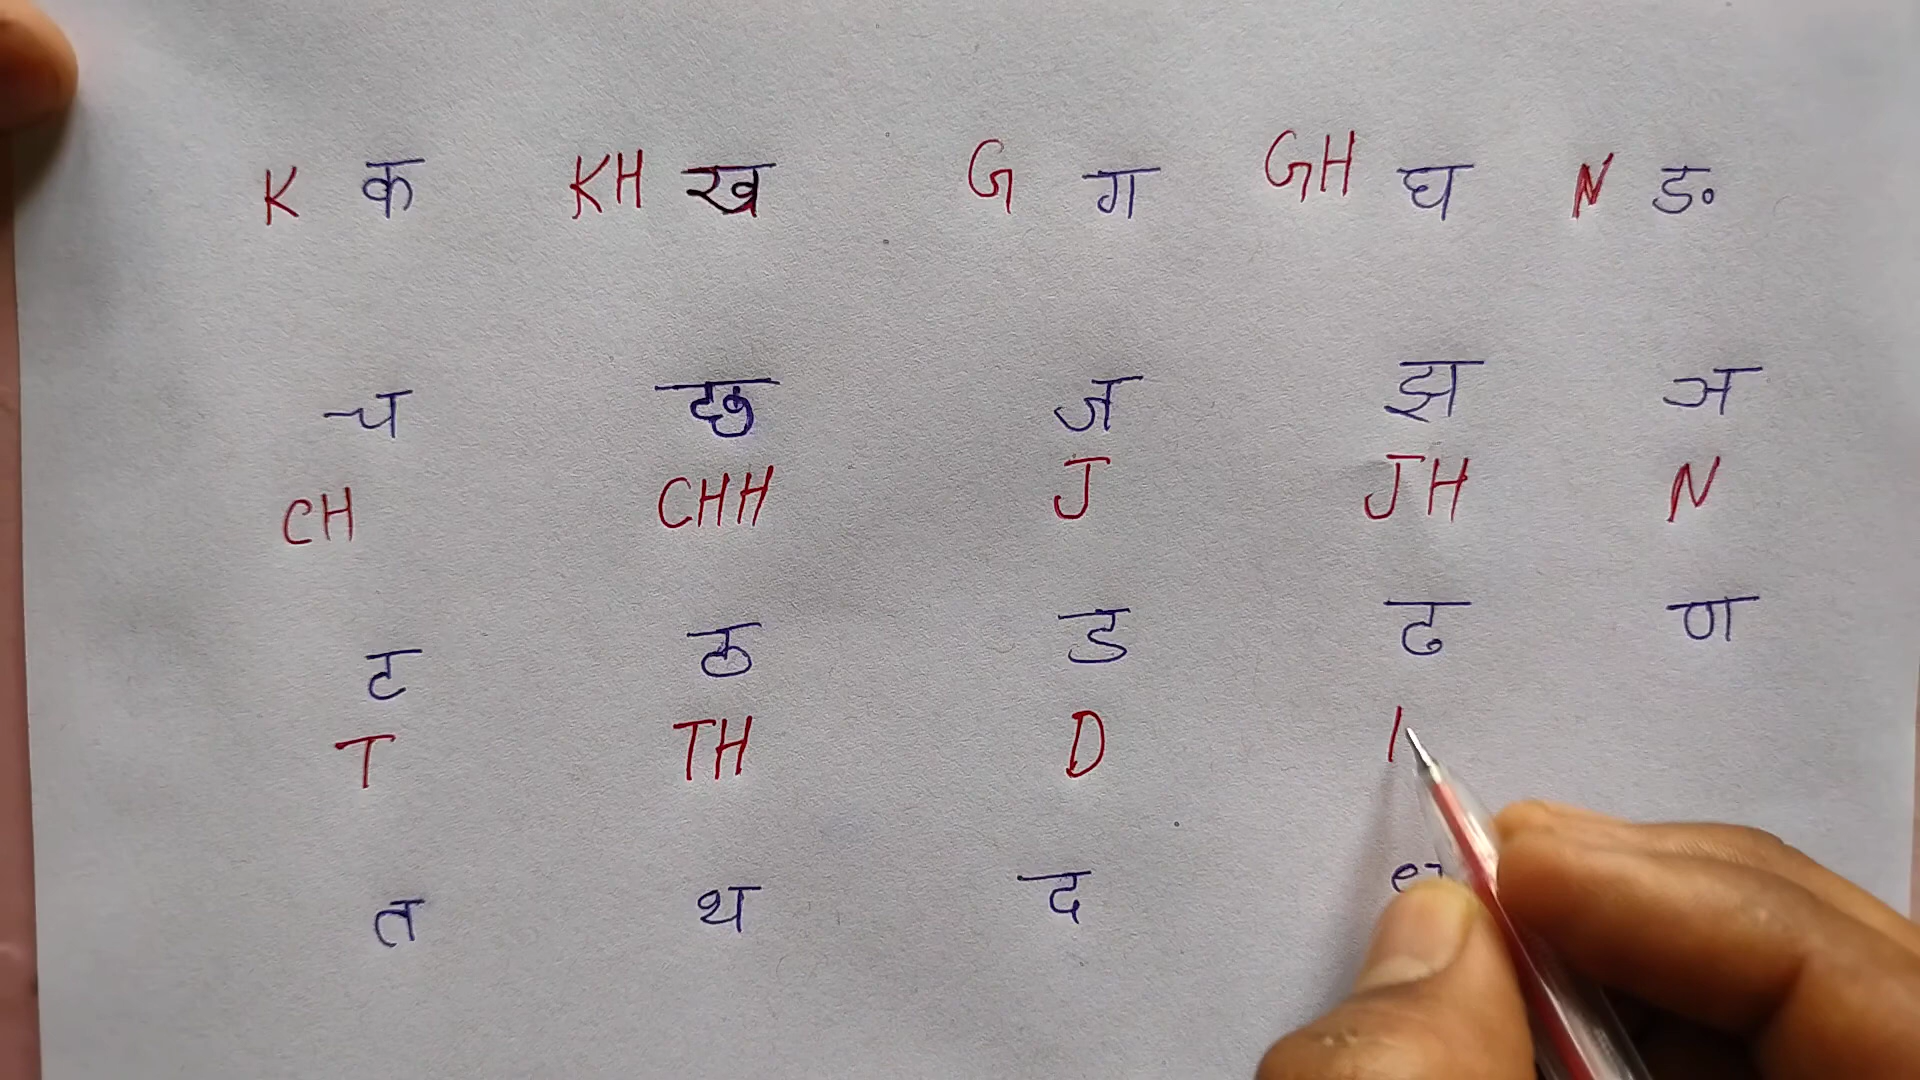 K क KH ख G ग GH घ N ङ
च छ ज झ ञ
CH CHH J JH N
ट ठ ड ढ ण
T TH D
त थ द